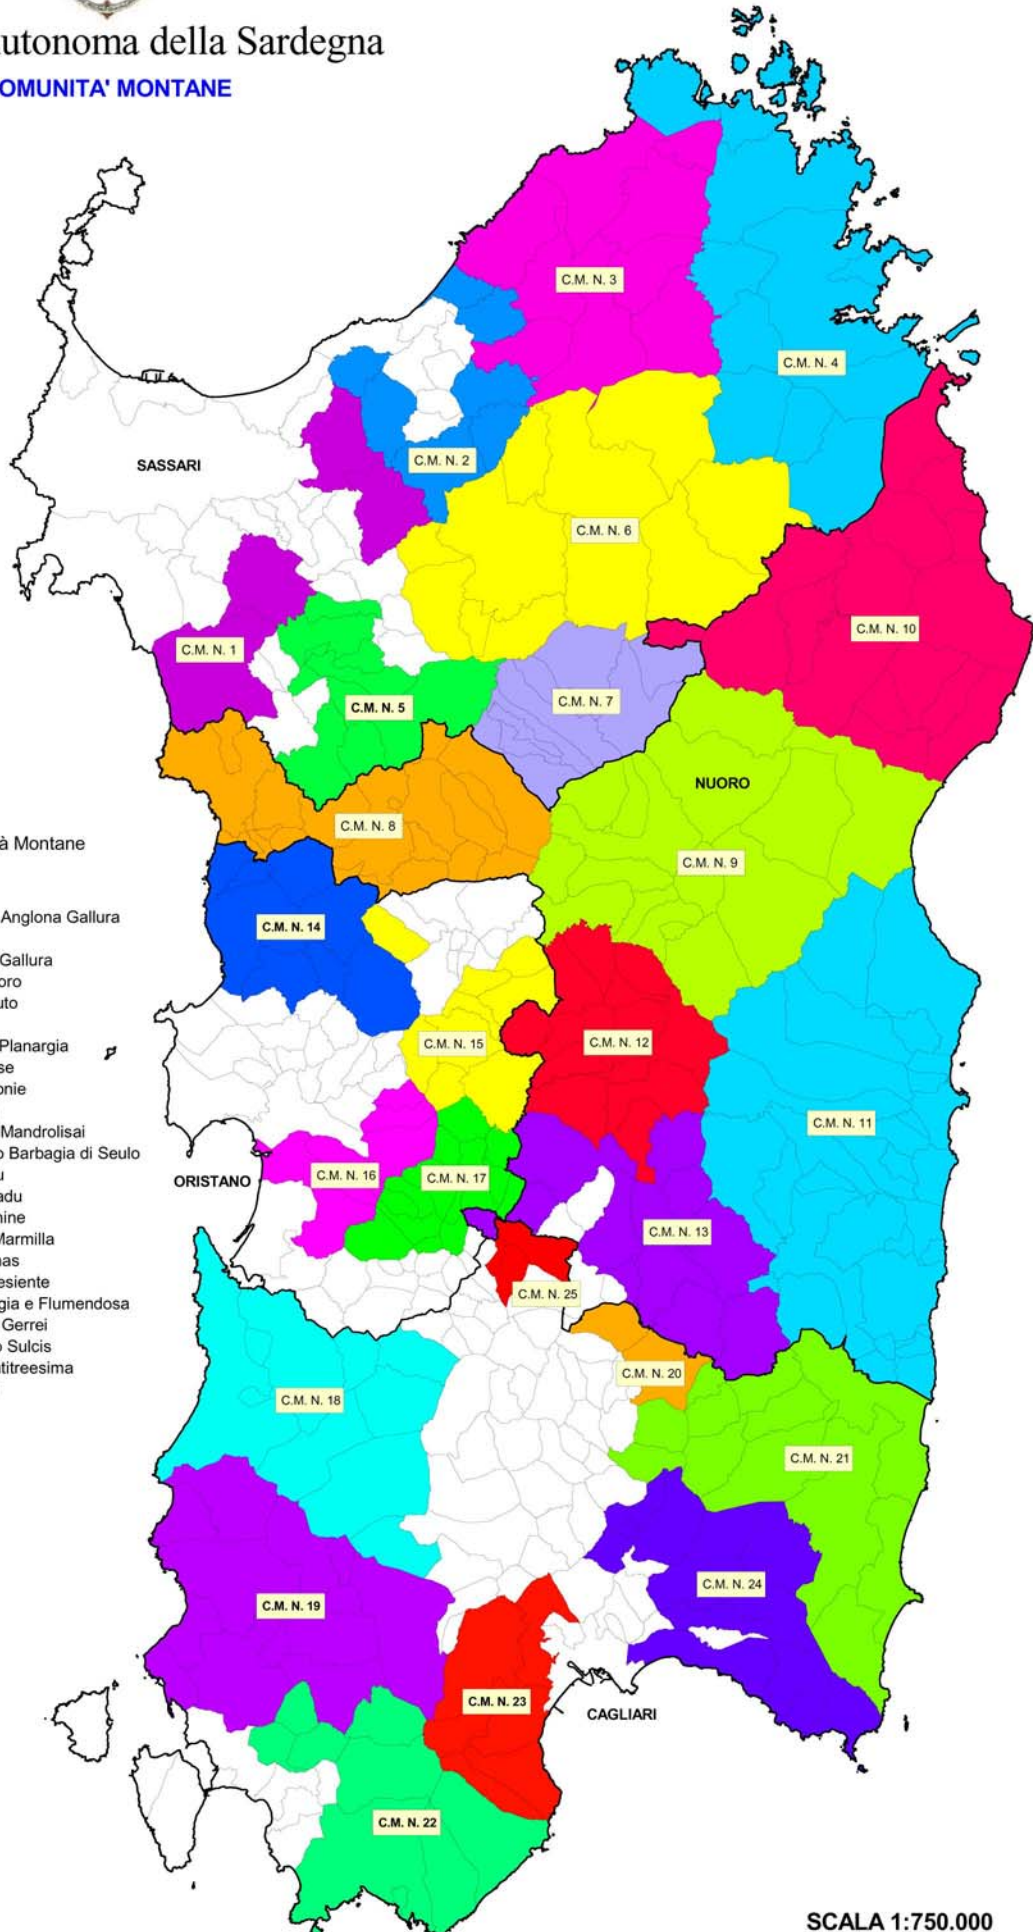 utonoma della Sardegna
OMUNITA' MONTANE
C.M. N. 3
C.M. N. 4
SASSARI
C.M. N. 2
C.M. N. 6
C.M. N. 10
C.M. N. 1
C.M. N. 7
C.M. N. 5
NUORO
C.M. N. 8
C.M. N. 9
C.M. N. 14
C.M. N. 15
C.M. N. 12
C.M. N. 11
C.M. N. 16
C.M. N. 17
ORISTANO
C.M. N. 13
C.M. N. 25
C.M. N. 20
C.M. N. 18
C.M. N. 21
C.M. N. 24
C.M. N. 19
C.M. N. 23
CAGLIARI
C.M. N. 22
à Montane
Anglona Gallura
Gallura
oro
uto
Planargia
se
onie
Mandrolisai
o Barbagia di Seulo
u
adu
nine
Marmilla
nas
esiente
gia e Flumendosa
Gerrei
o Sulcis
ntitreesima
SCALA 1:750.000